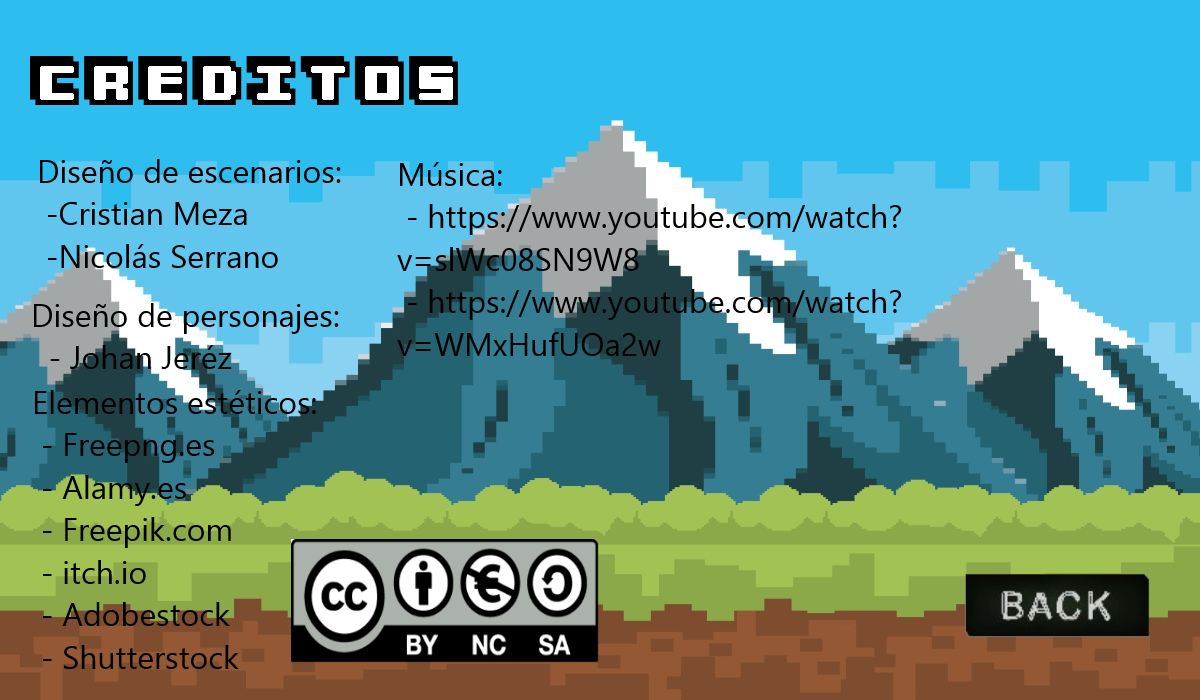 CREDITOS
Diseño de escenarios:
-Cristian Meza
-Nicolás Serrano
Diseño de personajes:
- Johan Jeréz
Elementos estéticos:
- Freepng.es
- Alamy.es
- Freepik.com
- itch.io
- Adobestock
- Shutterstock
Música:
- https://www.youtube.com/watch?
v=slWc08SN9W8
- https://www.youtube.com/watch?
v=WMxHufUOa2w
cc
BY NC SA
BACK